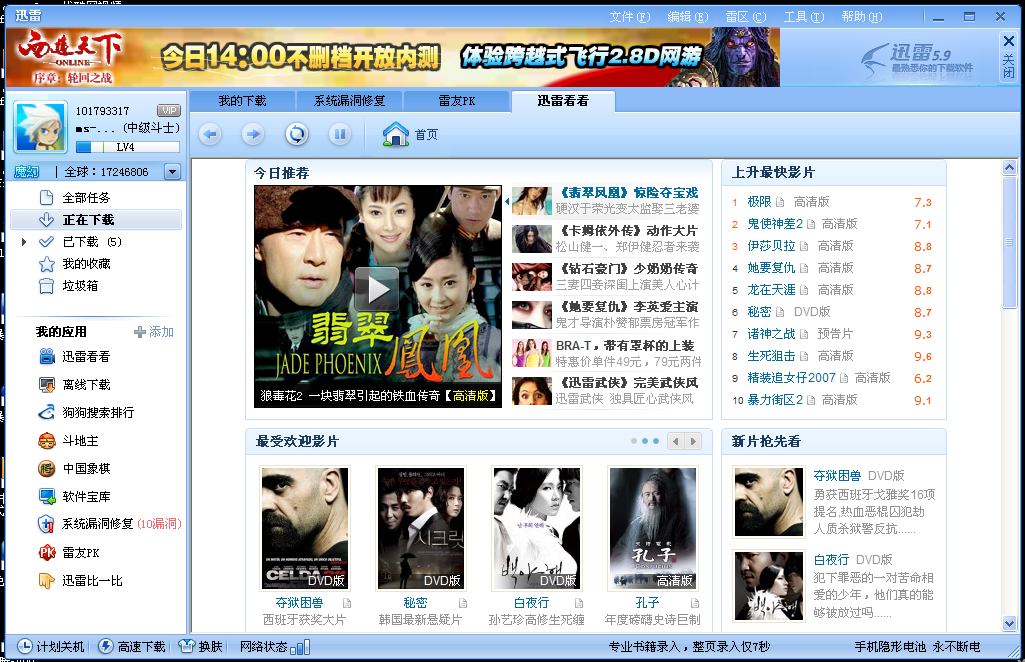 迅雷
文件(F) 编辑(E) 雷区(C) 工具(T) 帮助(H)
西游天下
ONLINE
序章：轮回之战
今日14:00不删档开放内测 体验跨越式飞行2.8D网游
迅雷5.9
最熟悉你的下载软件
关闭
101793317 VIP
ms-... (中级斗士)
LV4
魔幻 | 全球：17246806
我的下载 系统漏洞修复 雷友PK 迅雷看看
首页
全部任务
正在下载
已下载 (5)
我的收藏
垃圾箱
我的应用 添加
迅雷看看
离线下载
狗狗搜索排行
斗地主
中国象棋
软件宝库
系统漏洞修复 (10漏洞)
雷友PK
迅雷比一比
今日推荐
翡翠
JADE PHOENIX 鳳凰
狼毒花2 一块翡翠引起的铁血传奇【高清版】
《翡翠凤凰》惊险夺宝戏
硬汉于荣光变太监娶三老婆
《卡姆依外传》动作大片
松山健一、郑伊健忍者来袭
《钻石豪门》少奶奶传奇
三妻四妾深闺上演美人心计
《她要复仇》李英爱主演
鬼才导演朴赞郁票房冠军作
BRA-T，带有罩杯的上装
特惠价单件49元，79元两件
《迅雷武侠》完美武侠风
迅雷武侠 独具匠心武侠风
上升最快影片
1 极限 高清版 7.3
2 鬼使神差2 高清版 7.1
3 伊莎贝拉 高清版 8.8
4 她要复仇 高清版 8.7
5 龙在天涯 高清版 8.8
6 秘密 DVD版 8.7
7 诸神之战 预告片 9.3
8 生死狙击 高清版 9.6
9 精装追女仔2007 高清版 6.2
10 暴力街区2 高清版 9.1
最受欢迎影片
CELDA
DVD版
夺狱困兽
西班牙获奖大片
시크릿
DVD版
秘密
韩国最新悬疑片
백야행
DVD版
白夜行
孙艺珍高修生死缠
孔子
CONFUCIUS
高清版
孔子
年度磅礴史诗巨制
新片抢先看
夺狱困兽 DVD版
勇获西班牙戈雅奖16项
提名,热血恶棍囚犯劫
人质杀狱警反抗......
白夜行 DVD版
犯下罪恶的一对苦命相
爱的少年，他们真的能
够被放过吗......
计划关机 高速下载 换肤 网络状态
专业书籍录入，整页录入仅7秒
手机隐形电池 永不断电